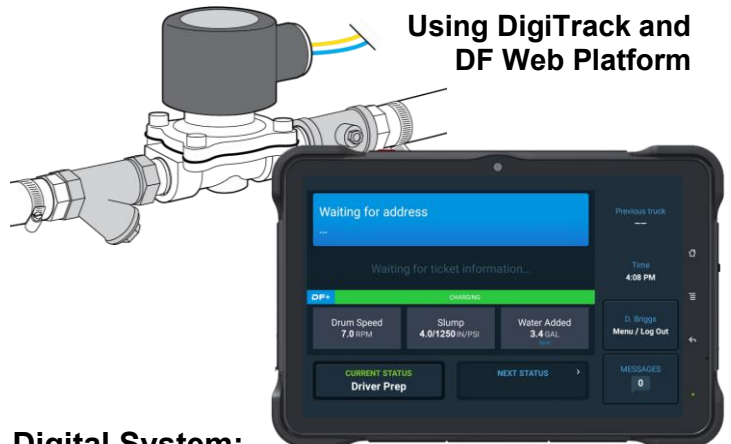 Using DigiTrack and
DF Web Platform
Waiting for address
...
Previous truck
--
Waiting for ticket information...
Time
4:08 PM
DF+ CHARGING
Drum Speed
7.0 RPM
Slump
4.0/1250 IN/PSI
Water Added
3.4 GAL
D. Briggs
Menu / Log Out
CURRENT STATUS
Driver Prep
NEXT STATUS >
MESSAGES
0
Digital System: